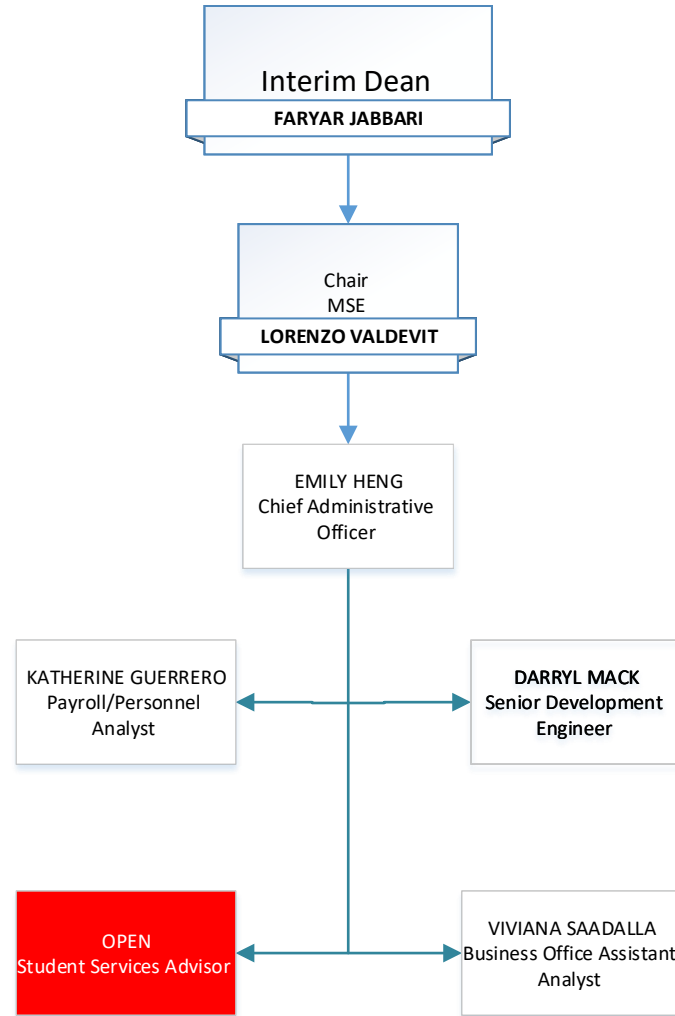 Interim Dean
FARYAR JABBARI
Chair
MSE
LORENZO VALDEVIT
EMILY HENG
Chief Administrative
Officer
KATHERINE GUERRERO
Payroll/Personnel
Analyst
DARRYL MACK
Senior Development
Engineer
OPEN
Student Services Advisor
VIVIANA SAADALLA
Business Office Assistant
Analyst